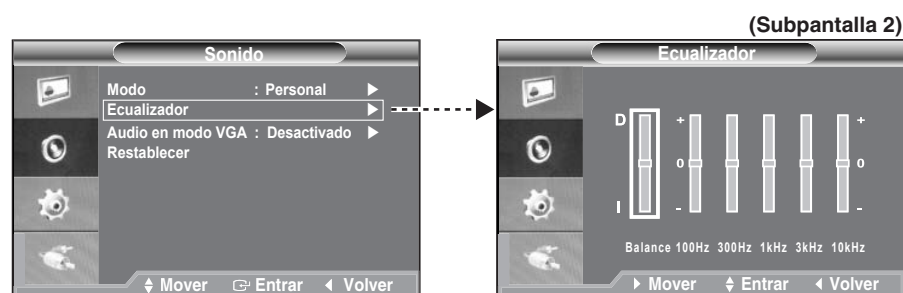 (Subpantalla 2)
Sonido
Modo : Personal
Ecualizador
Audio en modo VGA : Desactivado
Restablecer
Mover Entrar Volver
Ecualizador
D + +
0 0
I - -
Balance 100Hz 300Hz 1kHz 3kHz 10kHz
Mover Entrar Volver